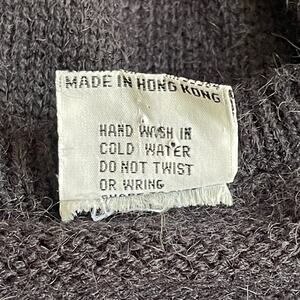 MADE IN HONG KONG
HAND WASH IN
COLD WATER
DO NOT TWIST
OR WRING